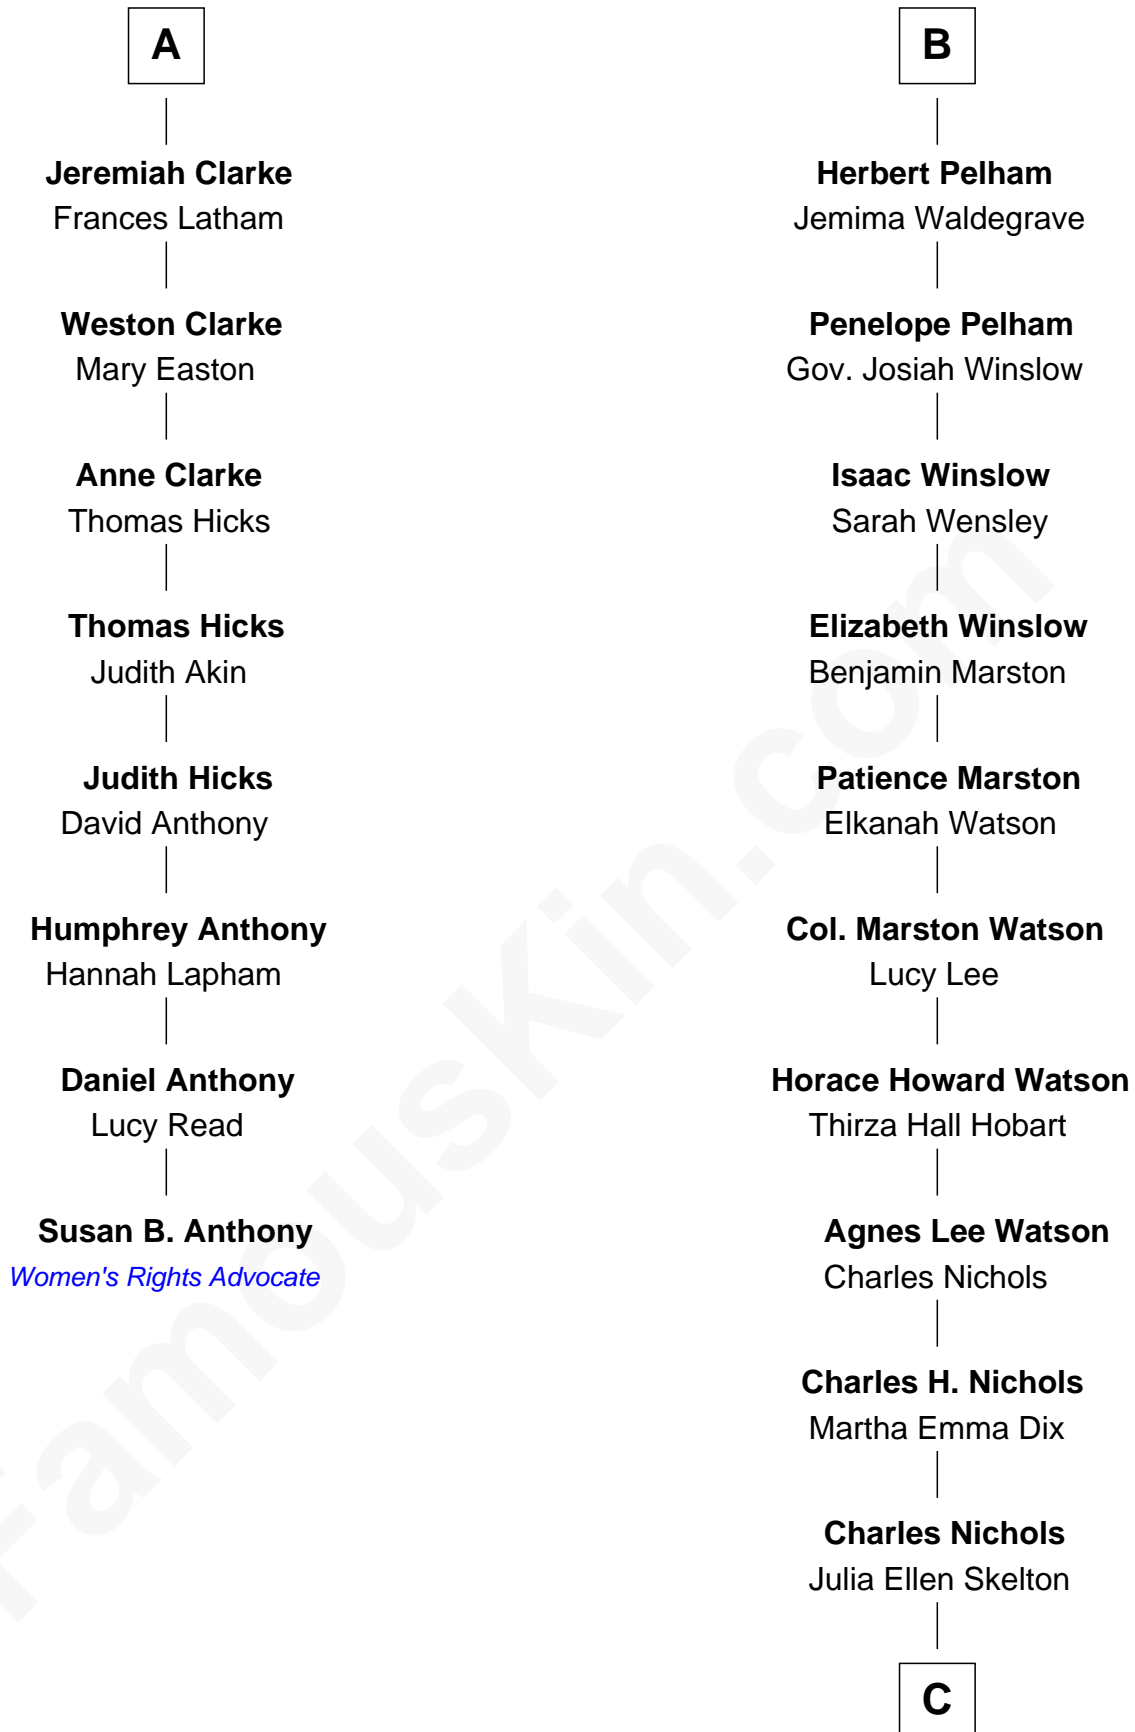 A
Jeremiah Clarke
Frances Latham
Weston Clarke
Mary Easton
Anne Clarke
Thomas Hicks
Thomas Hicks
Judith Akin
Judith Hicks
David Anthony
Humphrey Anthony
Hannah Lapham
Daniel Anthony
Lucy Read
Susan B. Anthony
Women's Rights Advocate
B
Herbert Pelham
Jemima Waldegrave
Penelope Pelham
Gov. Josiah Winslow
Isaac Winslow
Sarah Wensley
Elizabeth Winslow
Benjamin Marston
Patience Marston
Elkanah Watson
Col. Marston Watson
Lucy Lee
Horace Howard Watson
Thirza Hall Hobart
Agnes Lee Watson
Charles Nichols
Charles H. Nichols
Martha Emma Dix
Charles Nichols
Julia Ellen Skelton
C
FamousKin.com